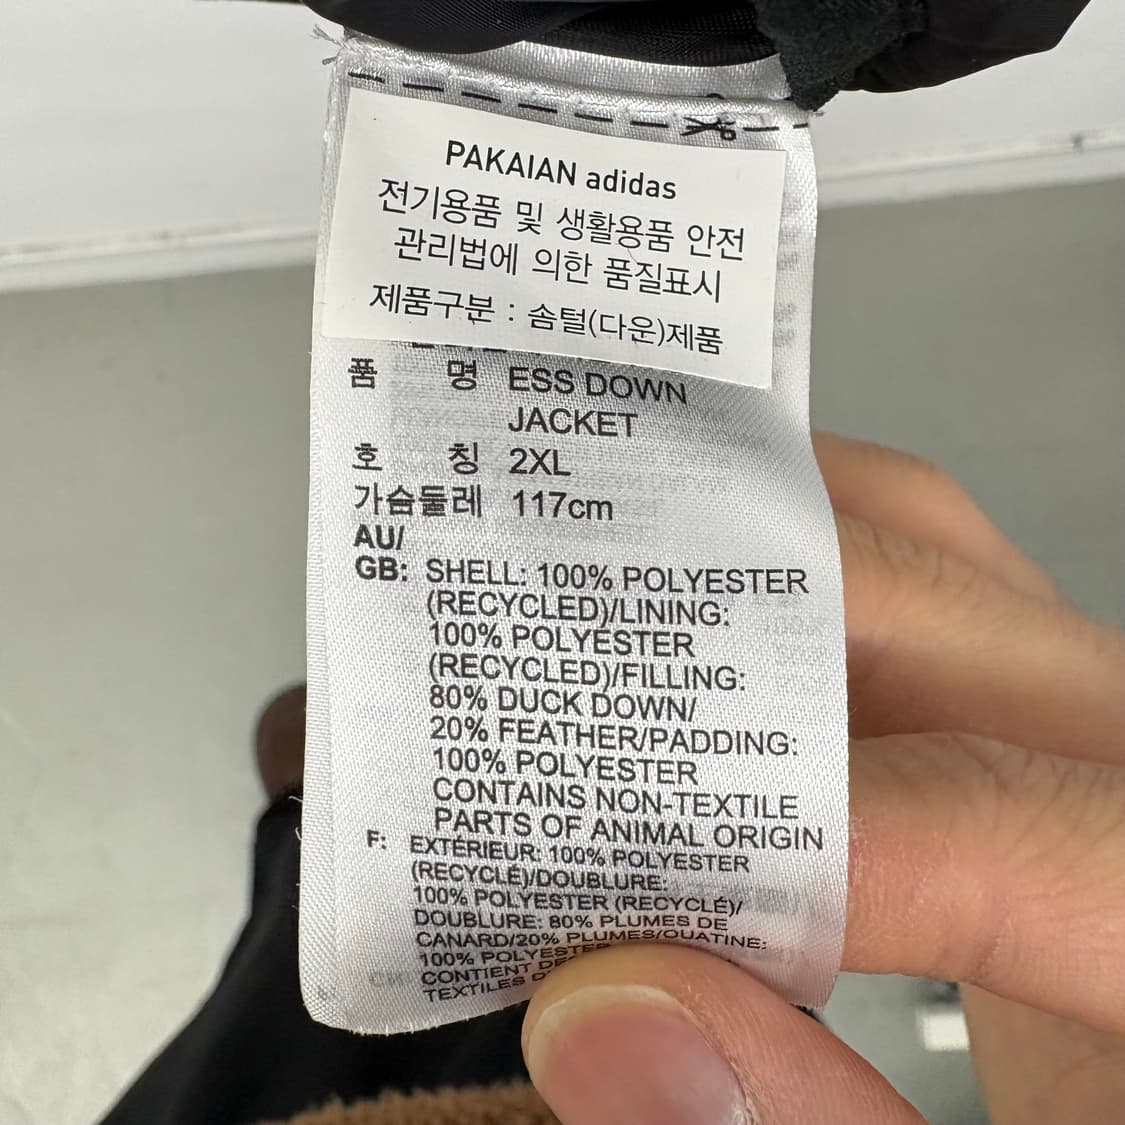 PAKAIAN adidas
전기용품 및 생활용품 안전
관리법에 의한 품질표시
제품구분 : 솜털(다운)제품
품 명 ESS DOWN
JACKET
호 칭 2XL
가슴둘레 117cm
AU/
GB: SHELL: 100% POLYESTER
(RECYCLED)/LINING:
100% POLYESTER
(RECYCLED)/FILLING:
80% DUCK DOWN/
20% FEATHER/PADDING:
100% POLYESTER
CONTAINS NON-TEXTILE
PARTS OF ANIMAL ORIGIN
F: EXTÉRIEUR: 100% POLYESTER
(RECYCLÉ)/DOUBLURE:
100% POLYESTER (RECYCLÉ)/
DOUBLURE: 80% PLUMES DE
CANARD/20% PLUMES/OUATINE:
100% POLYESTER
CONTIENT
TEXTILES